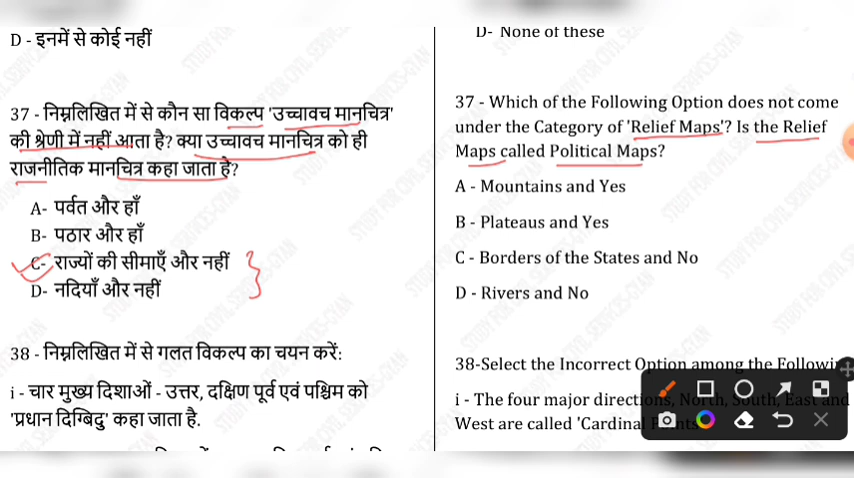 D - इनमें से कोई नहीं
37 - निम्नलिखित में से कौन सा विकल्प 'उच्चावच मानचित्र'
की श्रेणी में नहीं आता है? क्या उच्चावच मानचित्र को ही
राजनीतिक मानचित्र कहा जाता है?
A- पर्वत और हाँ
B- पठार और हाँ
C- राज्यों की सीमाएँ और नहीं
D- नदियाँ और नहीं
38 - निम्नलिखित में से गलत विकल्प का चयन करें:
i - चार मुख्य दिशाओं - उत्तर, दक्षिण पूर्व एवं पश्चिम को
'प्रधान दिग्बिंदु' कहा जाता है.
D- None of these
37 - Which of the Following Option does not come
under the Category of 'Relief Maps'? Is the Relief
Maps called Political Maps?
A - Mountains and Yes
B - Plateaus and Yes
C - Borders of the States and No
D - Rivers and No
38-Select the Incorrect Option among the
i - The four major directions, North, South, East and
West are called 'Cardinal
STUDY FOR CIVIL SERVICES-GYAN